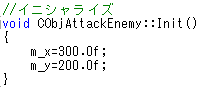 //イニシャライズ
void CObjAttackEnemy::Init()
{
    m_x=300.0f;
    m_y=200.0f;
}